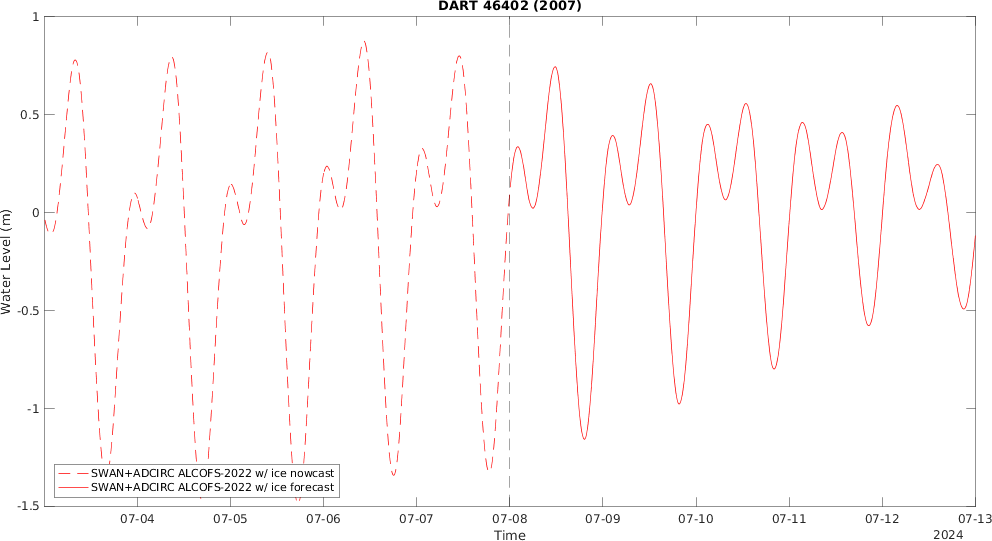 DART 46402 (2007)
1
0.5
0
-0.5
-1
-1.5
Water Level (m)
SWAN+ADCIRC ALCOFS-2022 w/ ice nowcast
SWAN+ADCIRC ALCOFS-2022 w/ ice forecast
07-04 07-05 07-06 07-07 07-08 07-09 07-10 07-11 07-12 07-13
Time
2024